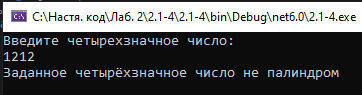 C:\Настя. код\Лаб. 2\2.1-4\2.1-4\bin\Debug\net6.0\2.1-4.exe
Введите четырехзначное число:
1212
Заданное четырёхзначное число не палиндром